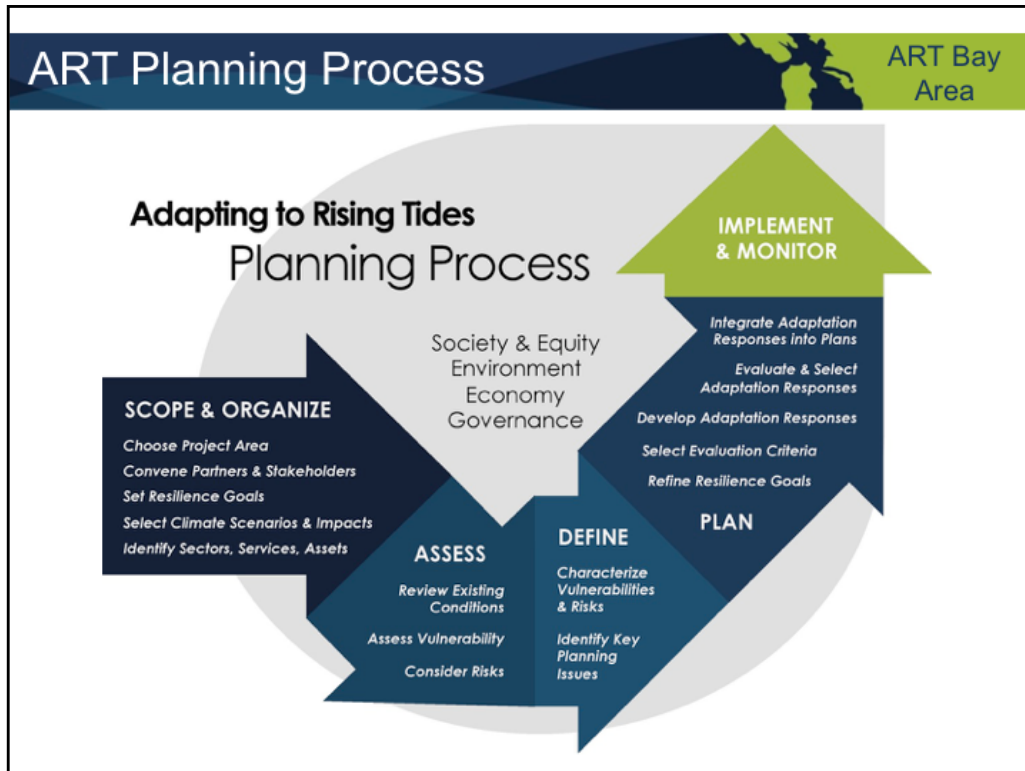 ART Planning Process
ART Bay
Area
Adapting to Rising Tides
Planning Process
Society & Equity
Environment
Economy
Governance
SCOPE & ORGANIZE
Choose Project Area
Convene Partners & Stakeholders
Set Resilience Goals
Select Climate Scenarios & Impacts
Identify Sectors, Services, Assets
ASSESS
Review Existing
Conditions
Assess Vulnerability
Consider Risks
DEFINE
Characterize
Vulnerabilities
& Risks
Identify Key
Planning
Issues
IMPLEMENT
& MONITOR
Integrate Adaptation
Responses into Plans
Evaluate & Select
Adaptation Responses
Develop Adaptation Responses
Select Evaluation Criteria
Refine Resilience Goals
PLAN